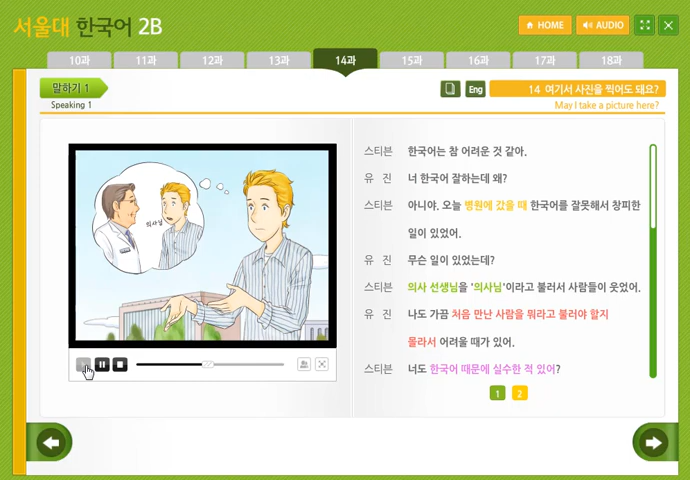 서울대 한국어 2B
HOME
AUDIO
10과
11과
12과
13과
14과
15과
16과
17과
18과
말하기 1
Speaking 1
Eng
14 여기서 사진을 찍어도 돼요?
May I take a picture here?
의사님
스티븐 한국어는 참 어려운 것 같아.
유 진 너 한국어 잘하는데 왜?
스티븐 아니야. 오늘 병원에 갔을 때 한국어를 잘못해서 창피한
일이 있었어.
유 진 무슨 일이 있었는데?
스티븐 의사 선생님을 '의사님'이라고 불러서 사람들이 웃었어.
유 진 나도 가끔 처음 만난 사람을 뭐라고 불러야 할지
몰라서 어려울 때가 있어.
스티븐 너도 한국어 때문에 실수한 적 있어?
1
2